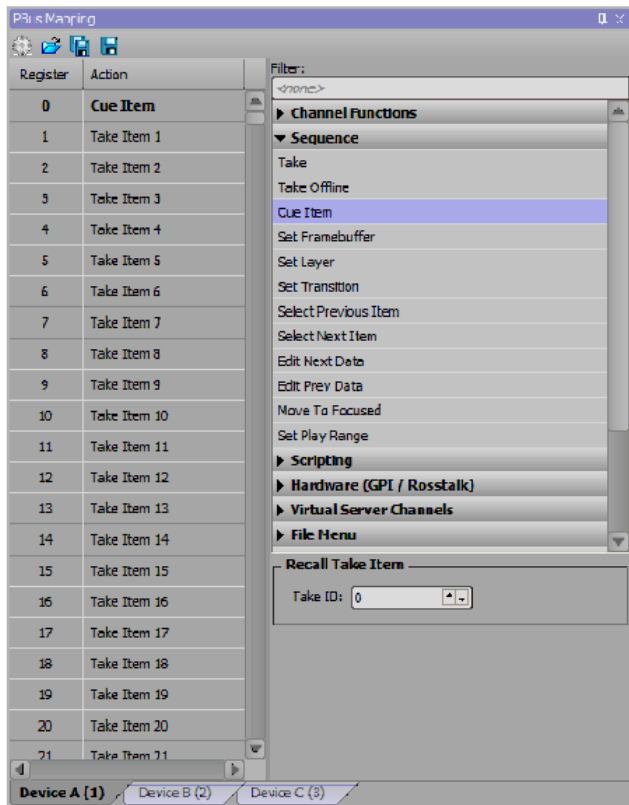 PBus Mapping
Register Action
0 Cue Item
1 Take Item 1
2 Take Item 2
3 Take Item 3
4 Take Item 4
5 Take Item 5
6 Take Item 6
7 Take Item 7
8 Take Item 8
9 Take Item 9
10 Take Item 10
11 Take Item 11
12 Take Item 12
13 Take Item 13
14 Take Item 14
15 Take Item 15
16 Take Item 16
17 Take Item 17
18 Take Item 18
19 Take Item 19
20 Take Item 20
21 Take Item 21
Filter:
<none>
Channel Functions
Sequence
Take
Take Offline
Cue Item
Set Framebuffer
Set Layer
Set Transition
Select Previous Item
Select Next Item
Edit Next Data
Edit Prev Data
Move To Focused
Set Play Range
Scripting
Hardware (GPI / Rosstalk)
Virtual Server Channels
File Menu
Recall Take Item
Take ID: 0
Device A (1) Device B (2) Device C (3)